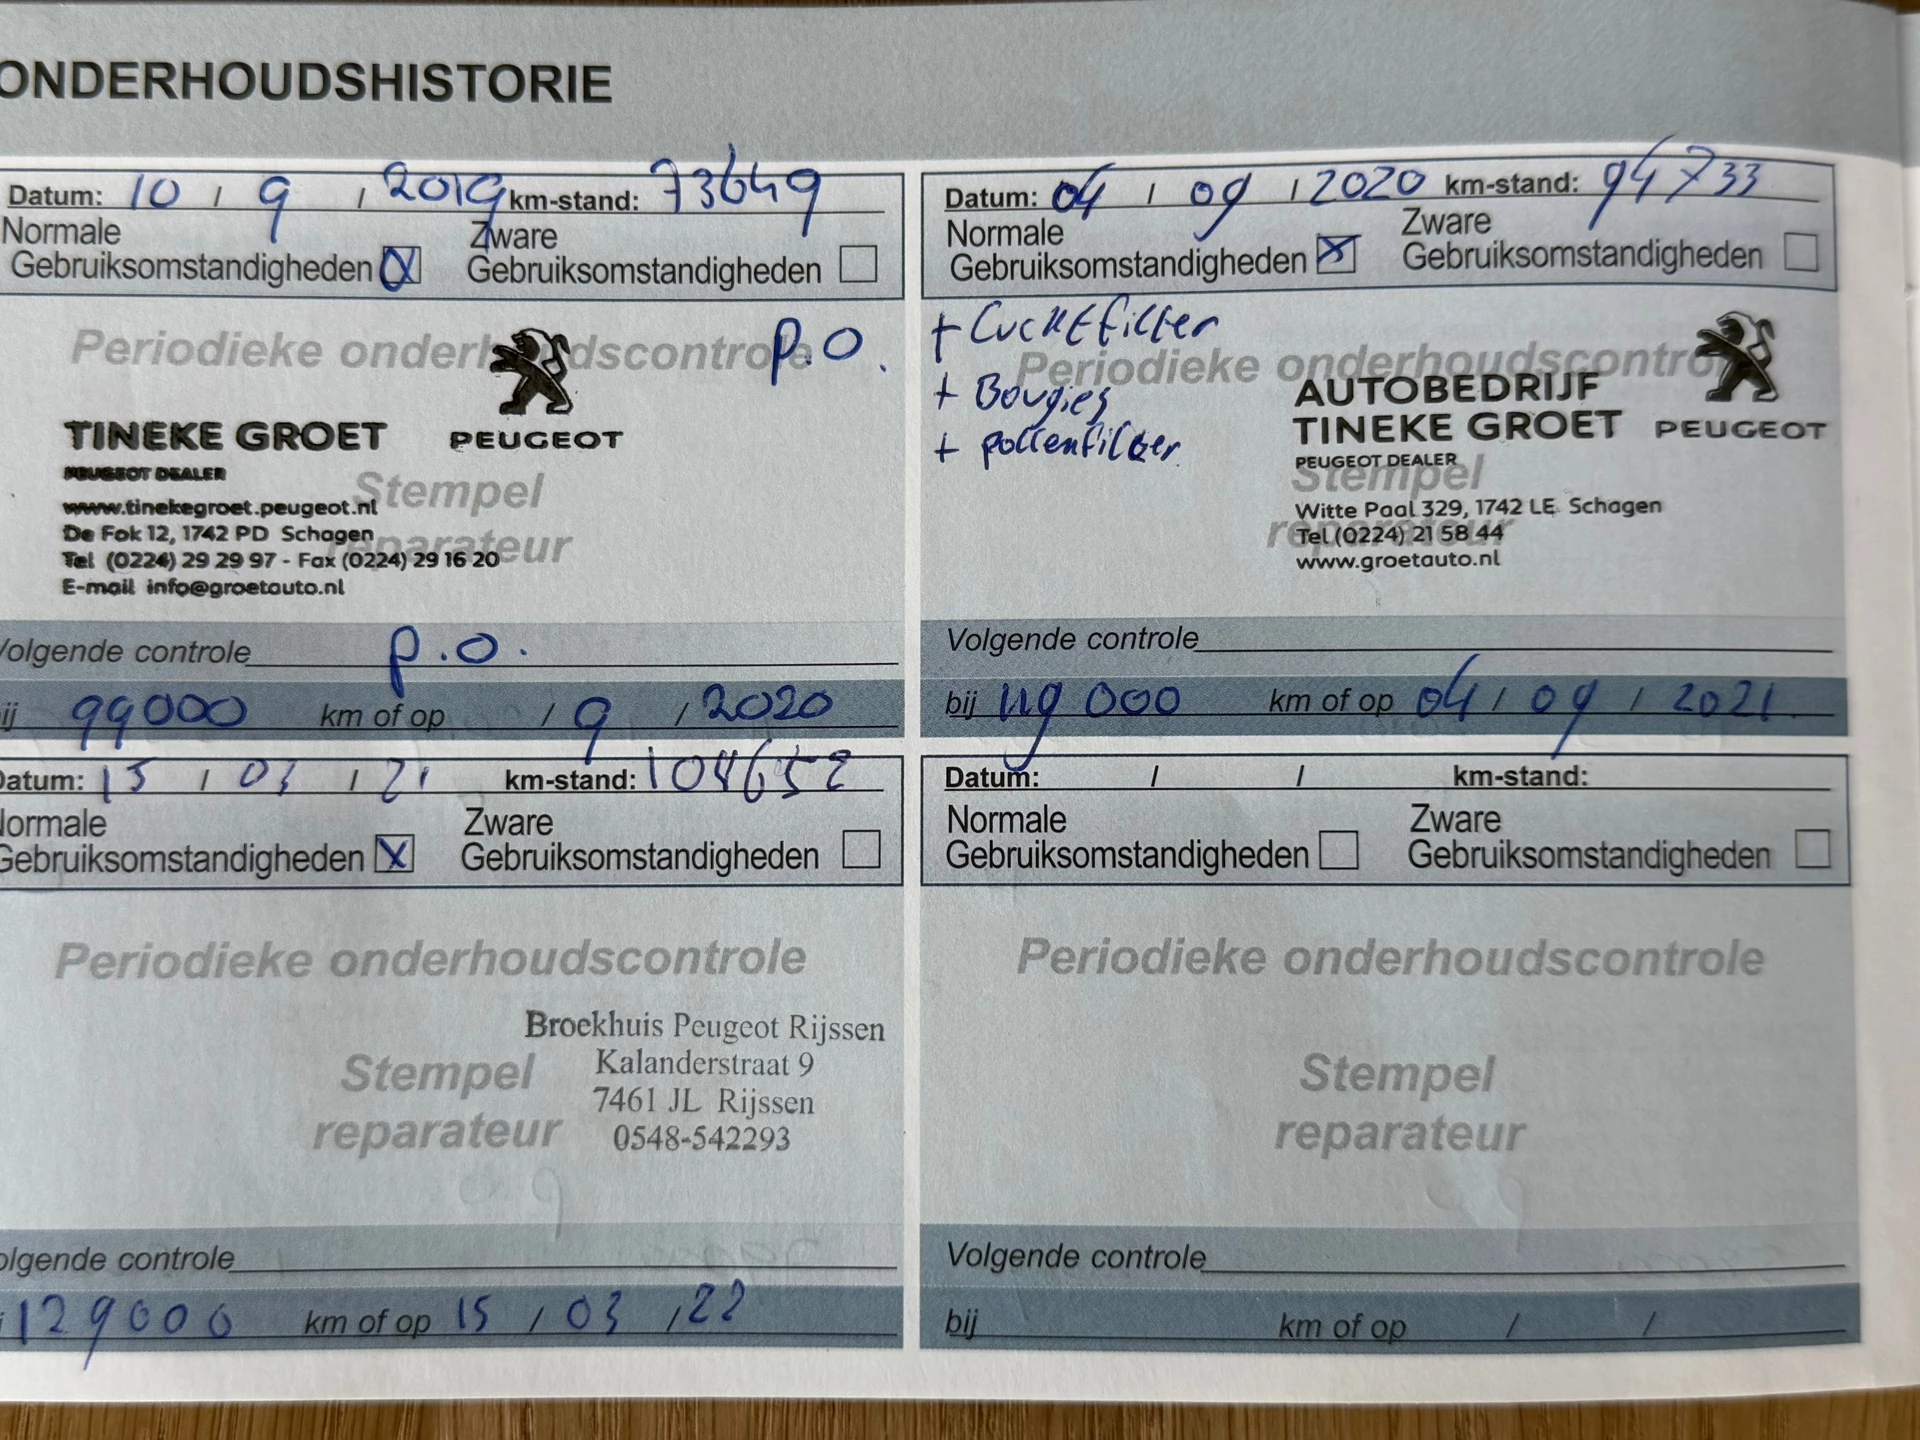 ONDERHOUDSHISTORIE
Datum: 10 / 9 / 2019 km-stand: 73649
Normale Zware
Gebruiksomstandigheden Gebruiksomstandigheden
Periodieke onderhoudscontrole p.o.
TINEKE GROET PEUGEOT
PEUGEOT DEALER
Stempel
www.tinekegroet.peugeot.nl
De Fok 12, 1742 PD Schagen
reparateur
Tel (0224) 29 29 97 - Fax (0224) 29 16 20
E-mail info@groetauto.nl
Volgende controle p.o.
bij 99000 km of op / 9 / 2020
Datum: 04 / 09 / 2020 km-stand: 94733
Normale Zware
Gebruiksomstandigheden Gebruiksomstandigheden
+ Luchtfilter
Periodieke onderhoudscontrole
+ Bougies
+ pollenfilter
AUTOBEDRIJF
TINEKE GROET PEUGEOT
PEUGEOT DEALER
Stempel
Witte Paal 329, 1742 LE Schagen
reparateur
Tel (0224) 21 58 44
www.groetauto.nl
Volgende controle
bij 119 000 km of op 04 / 09 / 2021
Datum: 15 / 03 / 21 km-stand: 104652
Normale Zware
Gebruiksomstandigheden Gebruiksomstandigheden
Periodieke onderhoudscontrole
Broekhuis Peugeot Rijssen
Stempel
Kalanderstraat 9
7461 JL Rijssen
reparateur
0548-542293
Volgende controle
129000 km of op 15 / 03 / 22
Datum: / / km-stand:
Normale Zware
Gebruiksomstandigheden Gebruiksomstandigheden
Periodieke onderhoudscontrole
Stempel
reparateur
Volgende controle
bij km of op / /